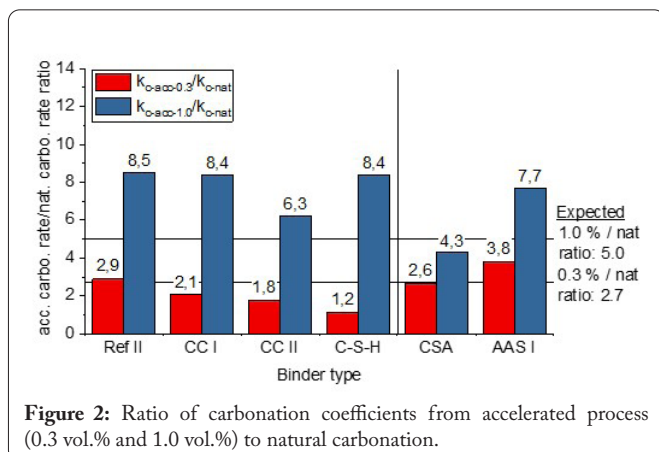 acc. carbo. rate/nat. carbo. rate ratio
14
12
10
8
6
4
2
0
k c-acc-0.3/k c-nat
k c-acc-1.0/k c-nat
2,9
8,5
2,1
8,4
1,8
6,3
1,2
8,4
2,6
4,3
3,8
7,7
Ref II
CC I
CC II
C-S-H
CSA
AAS I
Binder type
Expected
1.0 % / nat
ratio: 5.0
0.3 % / nat
ratio: 2.7
Figure 2: Ratio of carbonation coefficients from accelerated process
(0.3 vol.% and 1.0 vol.%) to natural carbonation.